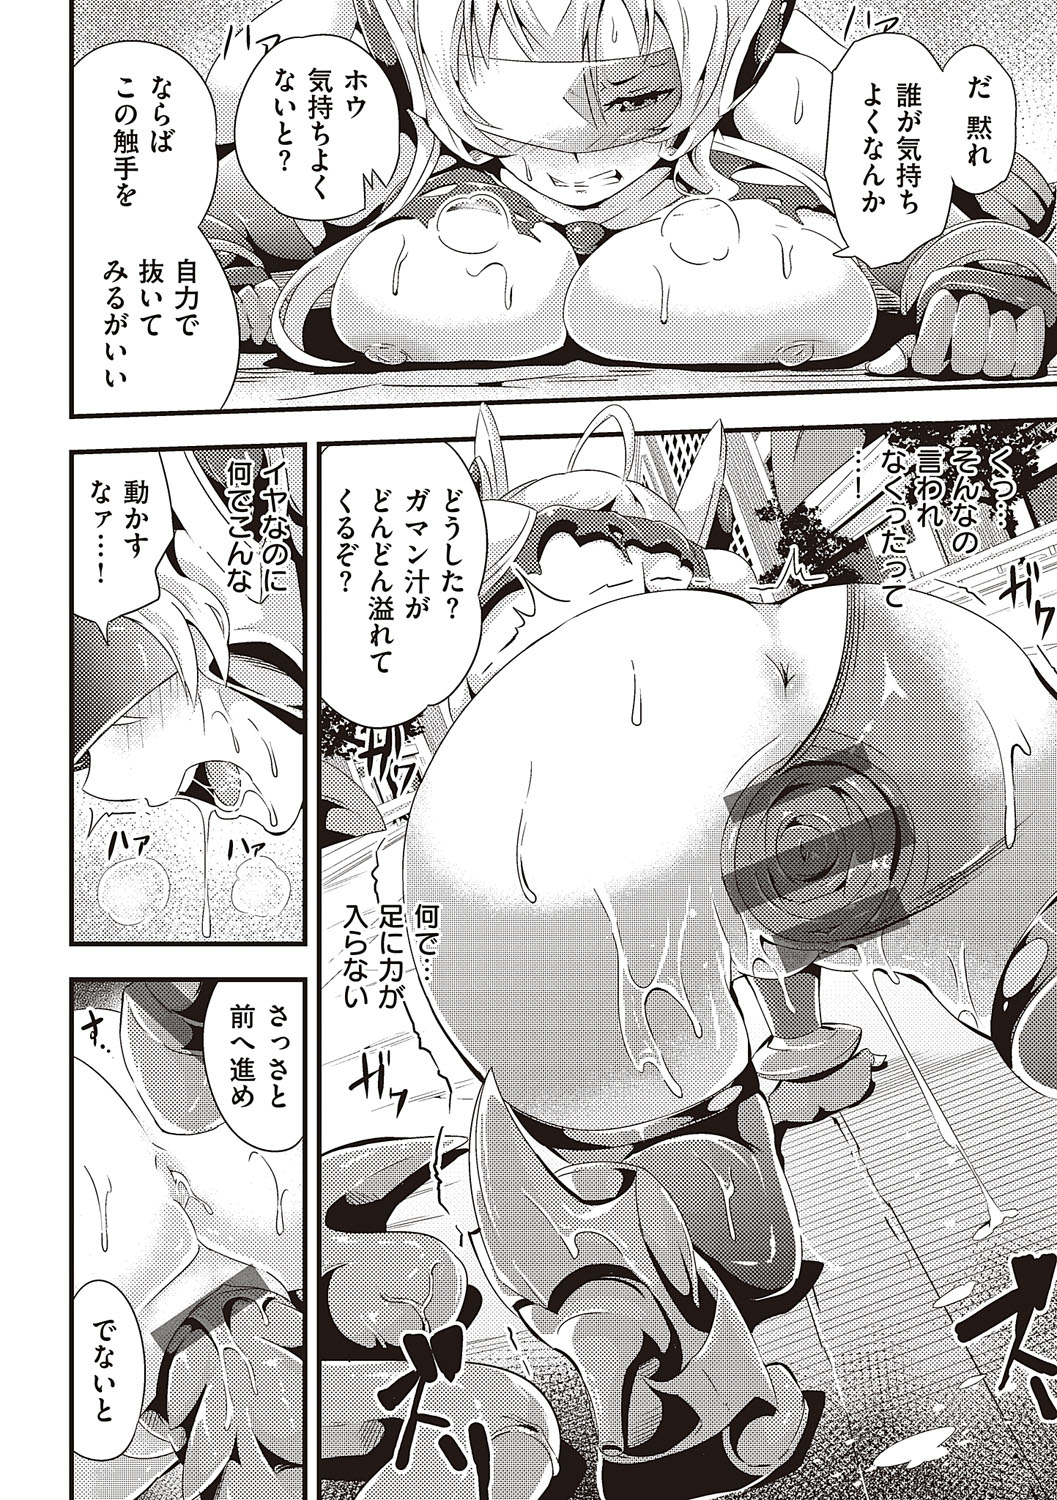 だ 黙れ
誰が気持ち
よくなんか
ハァ
ホウ
気持ちよく
ないと?
ハァ
ならば
この触手を
自力で
抜いて
みるがいい
くっ…
そんなの
言われ
なくったって
…!
ガク
どうした?
ガマン汁が
どんどん溢れて
くるぞ?
ガク
ガク
何で…
足に力が
入らない
ガク
ズ
ズ
イヤなのに
何でこんな
動かす
なァ…!
ハァ
ハァ
さっさと
前へ進め
ず…
でないと